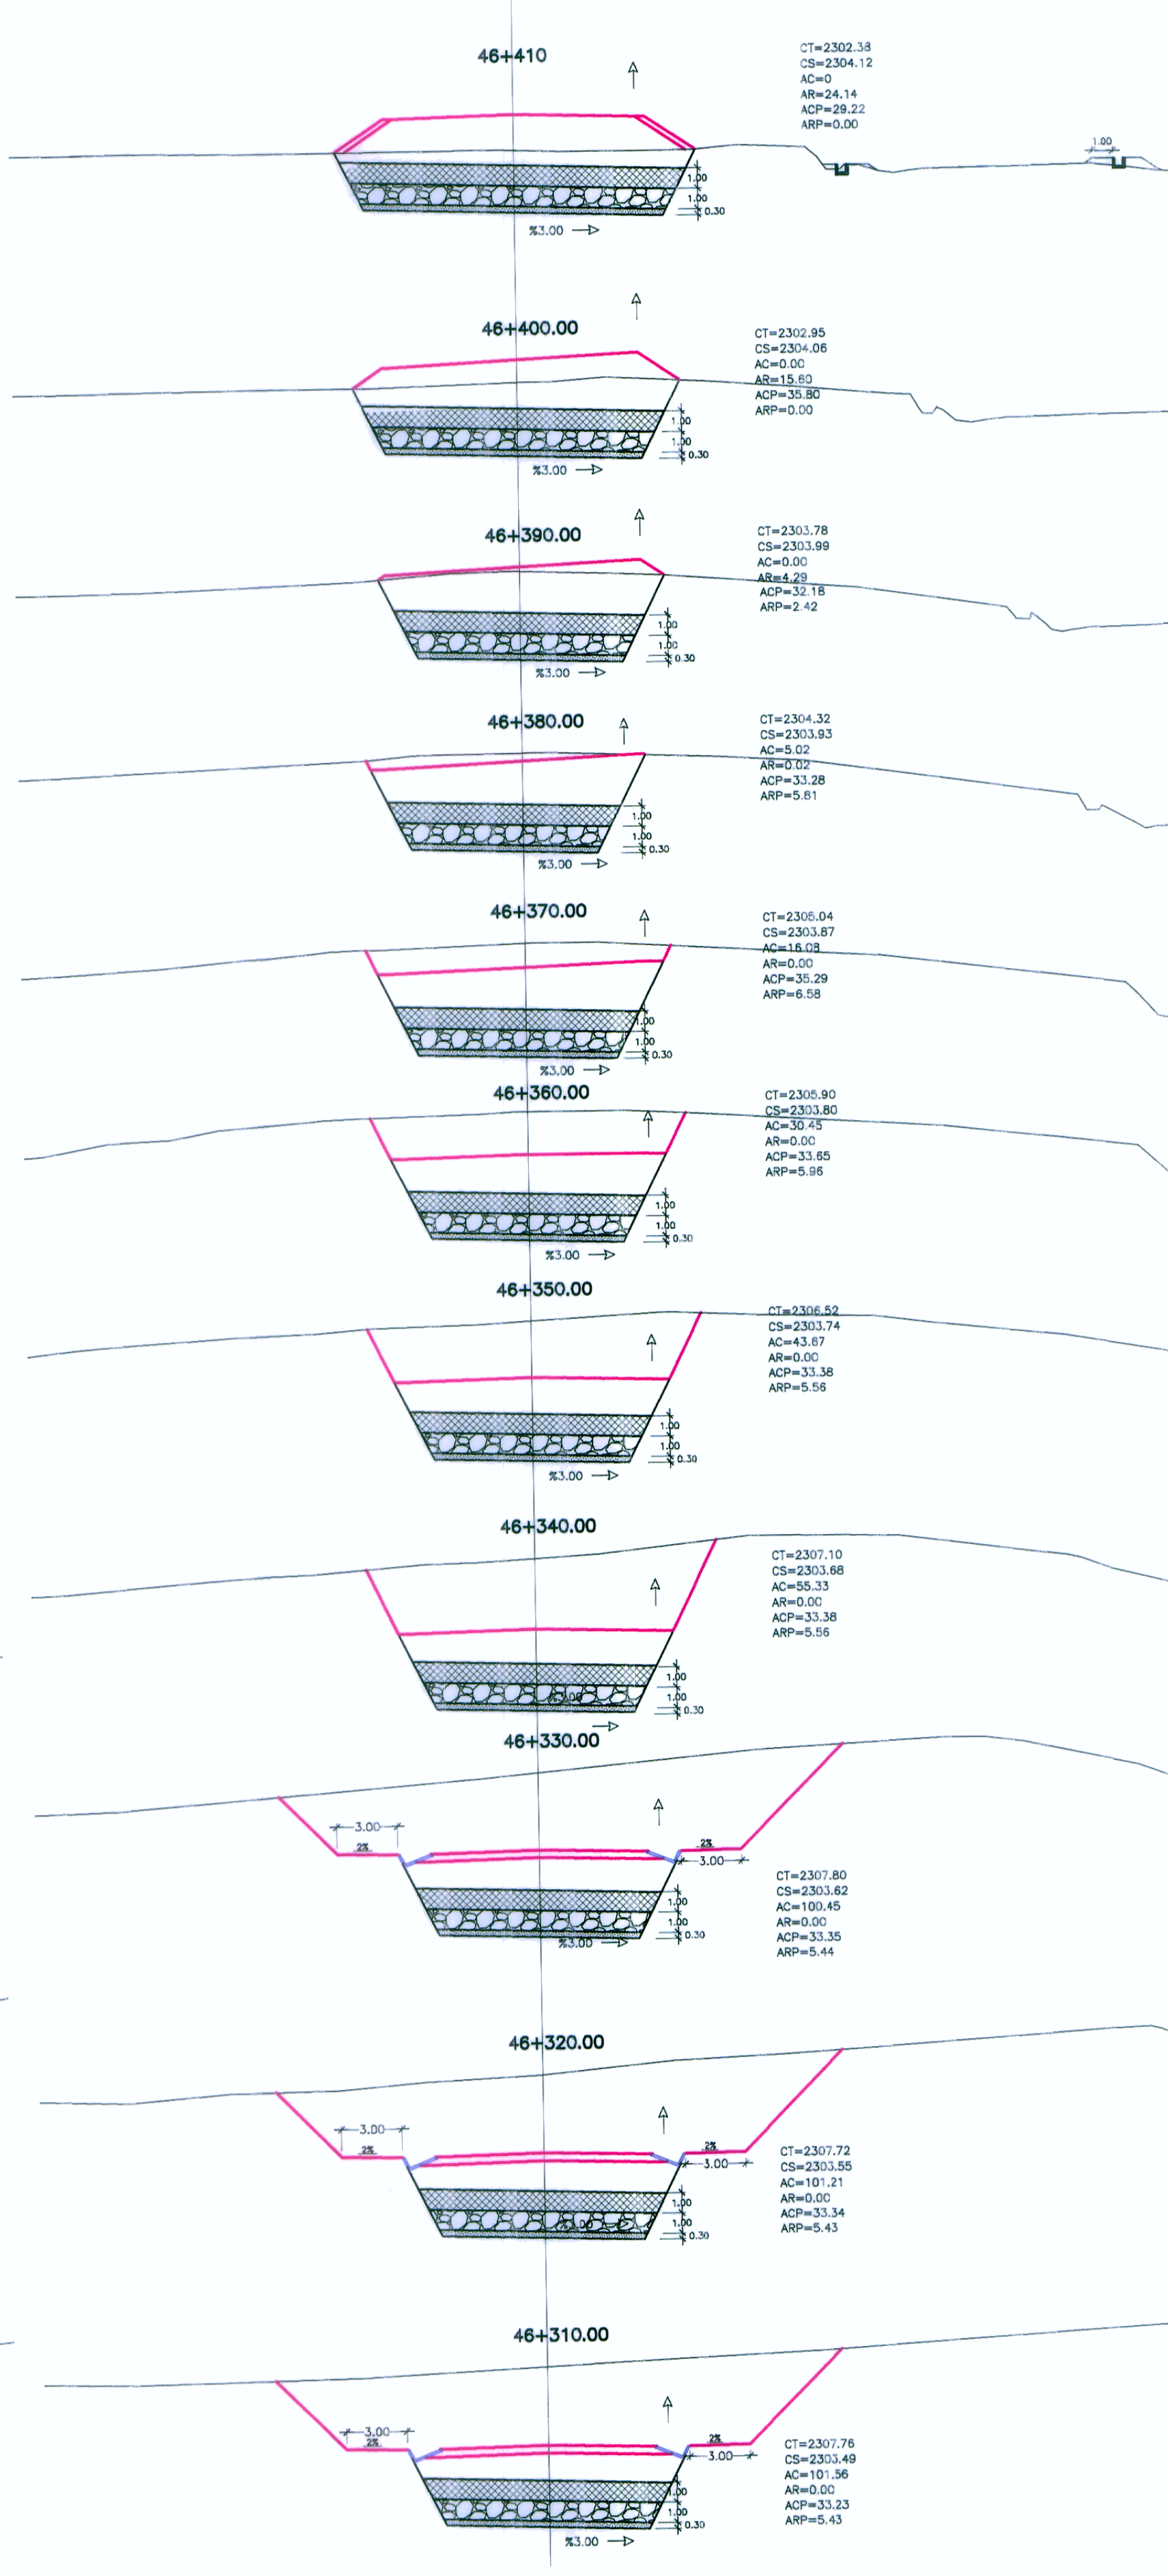 46+410
CT=2302.38
CS=2304.12
AC=0
AR=24.14
ACP=29.22
ARP=0.00
1.00
1.00
1.00
0.30
%3.00
46+400.00
CT=2302.95
CS=2304.06
AC=0.00
AR=15.60
ACP=35.80
ARP=0.00
1.00
1.00
0.30
%3.00
46+390.00
CT=2303.78
CS=2303.99
AC=0.00
AR=4.29
ACP=32.18
ARP=2.42
1.00
1.00
0.30
%3.00
46+380.00
CT=2304.32
CS=2303.93
AC=5.02
AR=0.02
ACP=33.28
ARP=5.81
1.00
1.00
0.30
%3.00
46+370.00
CT=2305.04
CS=2303.87
AC=16.08
AR=0.00
ACP=35.29
ARP=6.58
1.00
1.00
0.30
%3.00
46+360.00
CT=2305.90
CS=2303.80
AC=30.45
AR=0.00
ACP=33.65
ARP=5.96
1.00
1.00
0.30
%3.00
46+350.00
CT=2306.52
CS=2303.74
AC=43.67
AR=0.00
ACP=33.38
ARP=5.56
1.00
1.00
0.30
%3.00
46+340.00
CT=2307.10
CS=2303.68
AC=55.33
AR=0.00
ACP=33.38
ARP=5.56
1.00
1.00
0.30
46+330.00
3.00
2%
2%
3.00
CT=2307.80
CS=2303.62
AC=100.45
AR=0.00
ACP=33.35
ARP=5.44
1.00
1.00
0.30
%3.00
46+320.00
3.00
2%
2%
3.00
CT=2307.72
CS=2303.55
AC=101.21
AR=0.00
ACP=33.34
ARP=5.43
1.00
1.00
0.30
46+310.00
3.00
2%
2%
3.00
CT=2307.76
CS=2303.49
AC=101.56
AR=0.00
ACP=33.23
ARP=5.43
1.00
1.00
0.30
%3.00